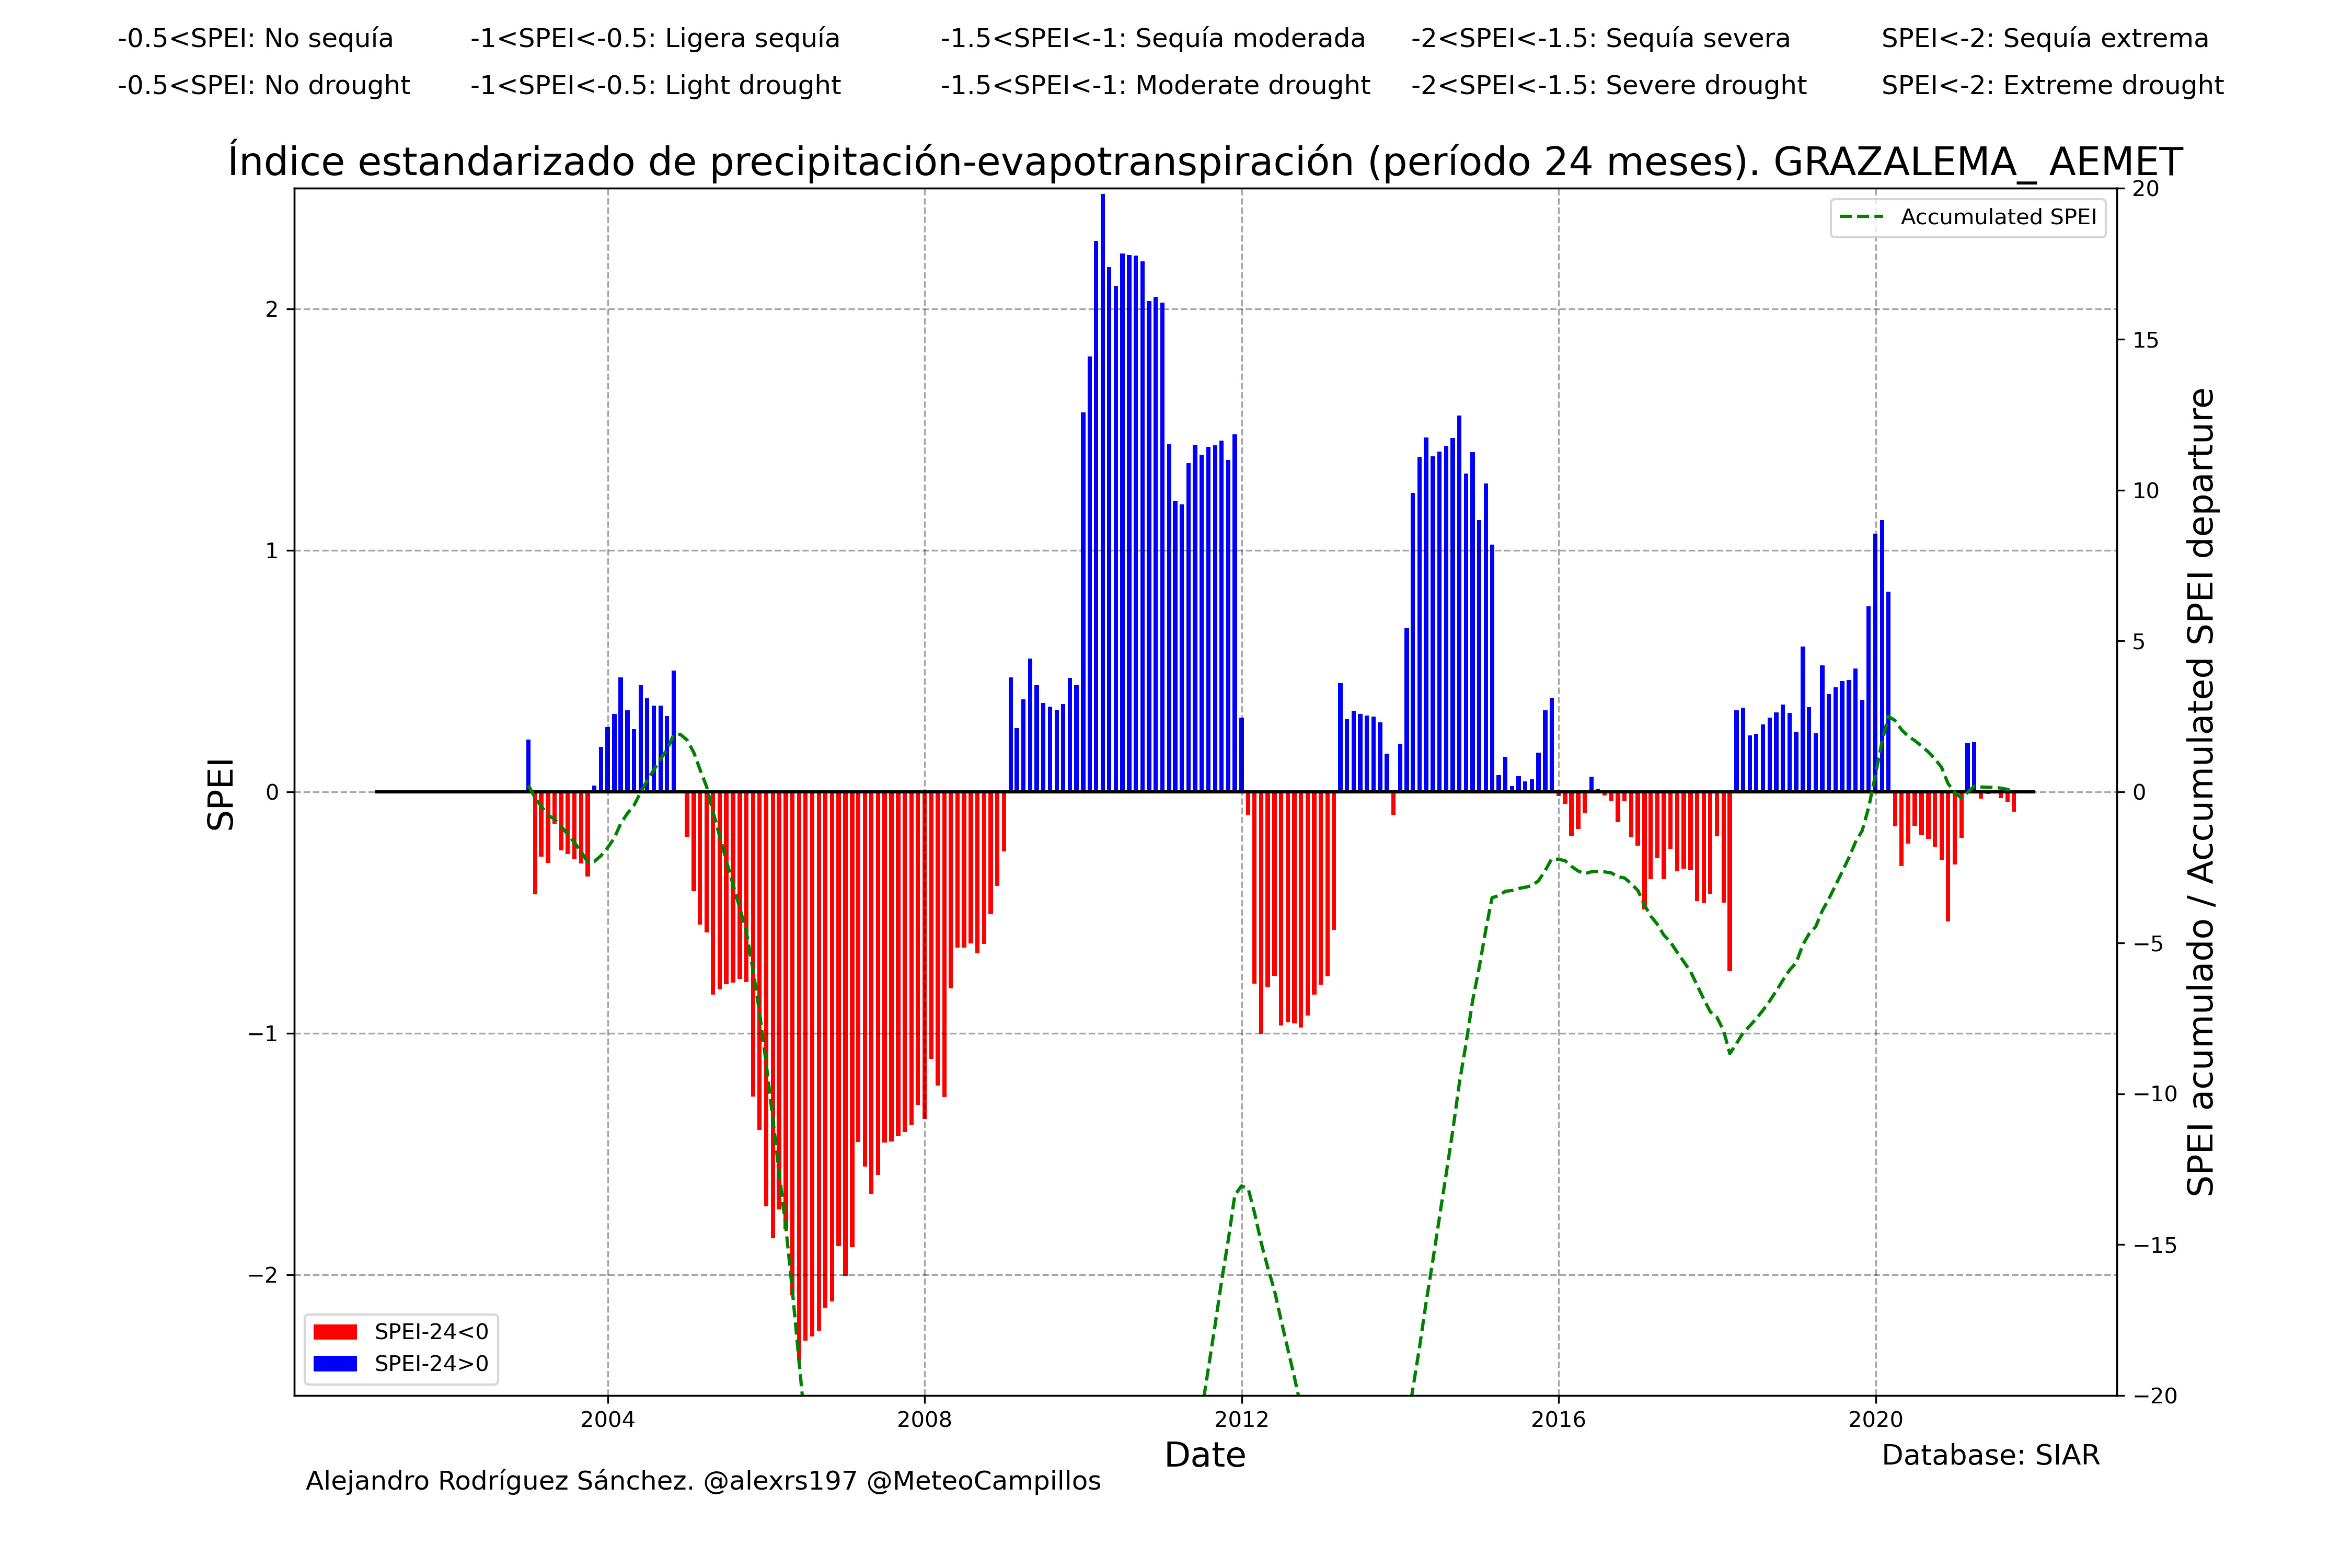 -0.5<SPEI: No sequía -1<SPEI<-0.5: Ligera sequía -1.5<SPEI<-1: Sequía moderada -2<SPEI<-1.5: Sequía severa SPEI<-2: Sequía extrema
-0.5<SPEI: No drought -1<SPEI<-0.5: Light drought -1.5<SPEI<-1: Moderate drought -2<SPEI<-1.5: Severe drought SPEI<-2: Extreme drought
Índice estandarizado de precipitación-evapotranspiración (período 24 meses). GRAZALEMA_ AEMET
Accumulated SPEI
SPEI
2
1
0
−1
−2
20
15
10
5
0
−5
−10
−15
−20
SPEI acumulado / Accumulated SPEI departure
SPEI-24<0
SPEI-24>0
2004 2008 2012 2016 2020
Date
Database: SIAR
Alejandro Rodríguez Sánchez. @alexrs197 @MeteoCampillos